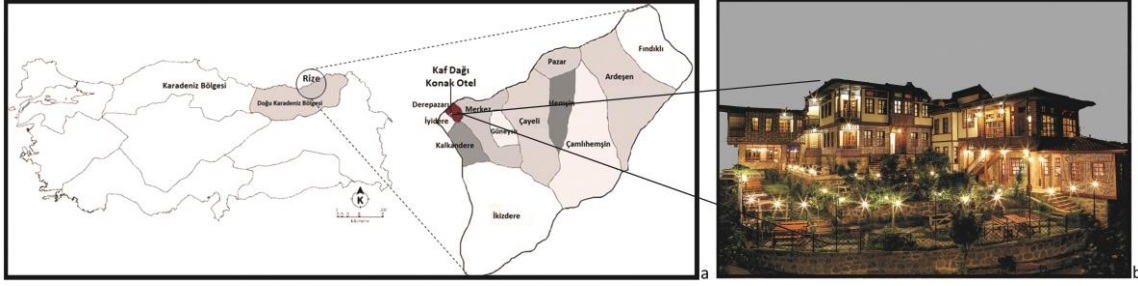 Karadeniz Bölgesi
Rize
Doğu Karadeniz Bölgesi
K
Kaf Dağı
Konak Otel
Derepazarı
İyidere
Merkez
Kalkandere
Güneysu
Çayeli
Pazar
Hemşin
Ardeşen
Fındıklı
Çamlıhemşin
İkizdere
a
b